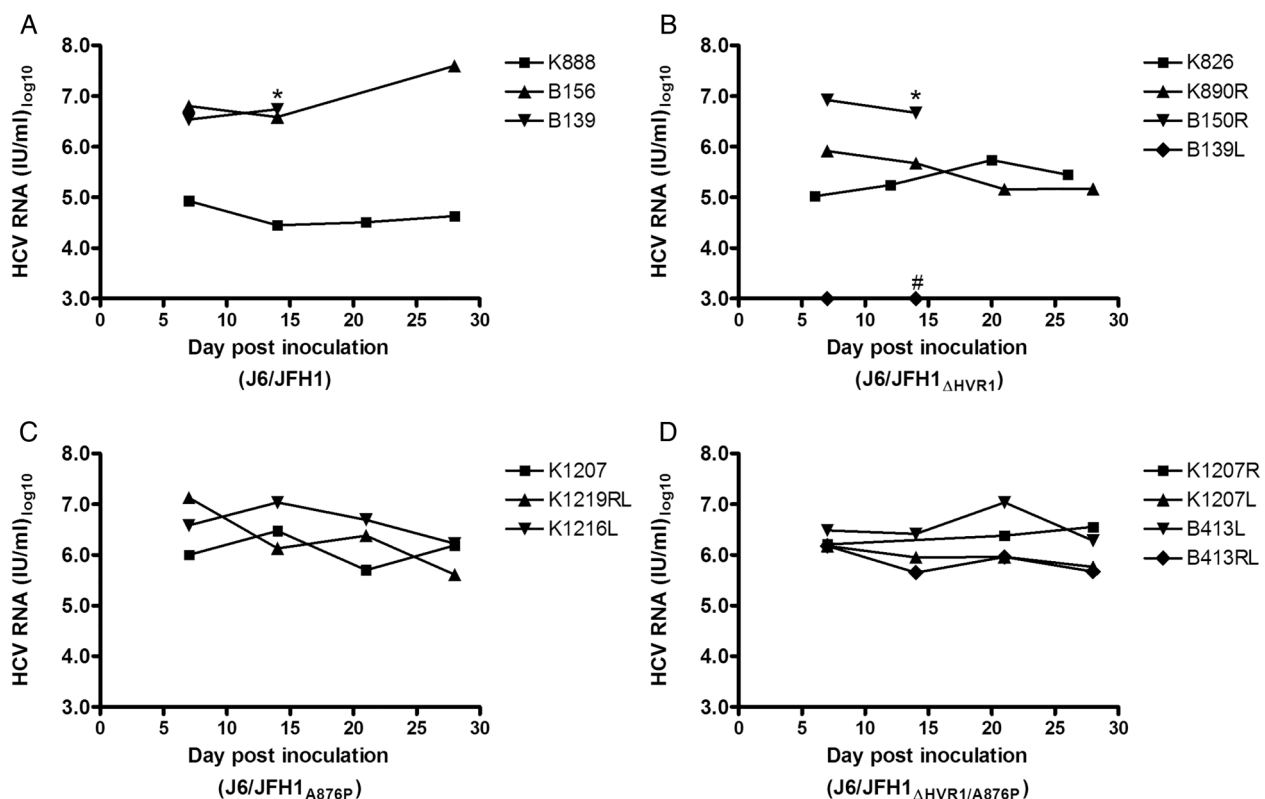 A
HCV RNA (IU/ml)log10
8.0
7.0
6.0
5.0
4.0
3.0
0 5 10 15 20 25 30
*
Day post inoculation
(J6/JFH1)
K888
B156
B139
B
HCV RNA (IU/ml)log10
8.0
7.0
6.0
5.0
4.0
3.0
0 5 10 15 20 25 30
*
#
Day post inoculation
(J6/JFH1ΔHVR1)
K826
K890R
B150R
B139L
C
HCV RNA (IU/ml)log10
8.0
7.0
6.0
5.0
4.0
3.0
0 5 10 15 20 25 30
Day post inoculation
(J6/JFH1A876P)
K1207
K1219RL
K1216L
D
HCV RNA (IU/ml)log10
8.0
7.0
6.0
5.0
4.0
3.0
0 5 10 15 20 25 30
Day post inoculation
(J6/JFH1ΔHVR1/A876P)
K1207R
K1207L
B413L
B413RL